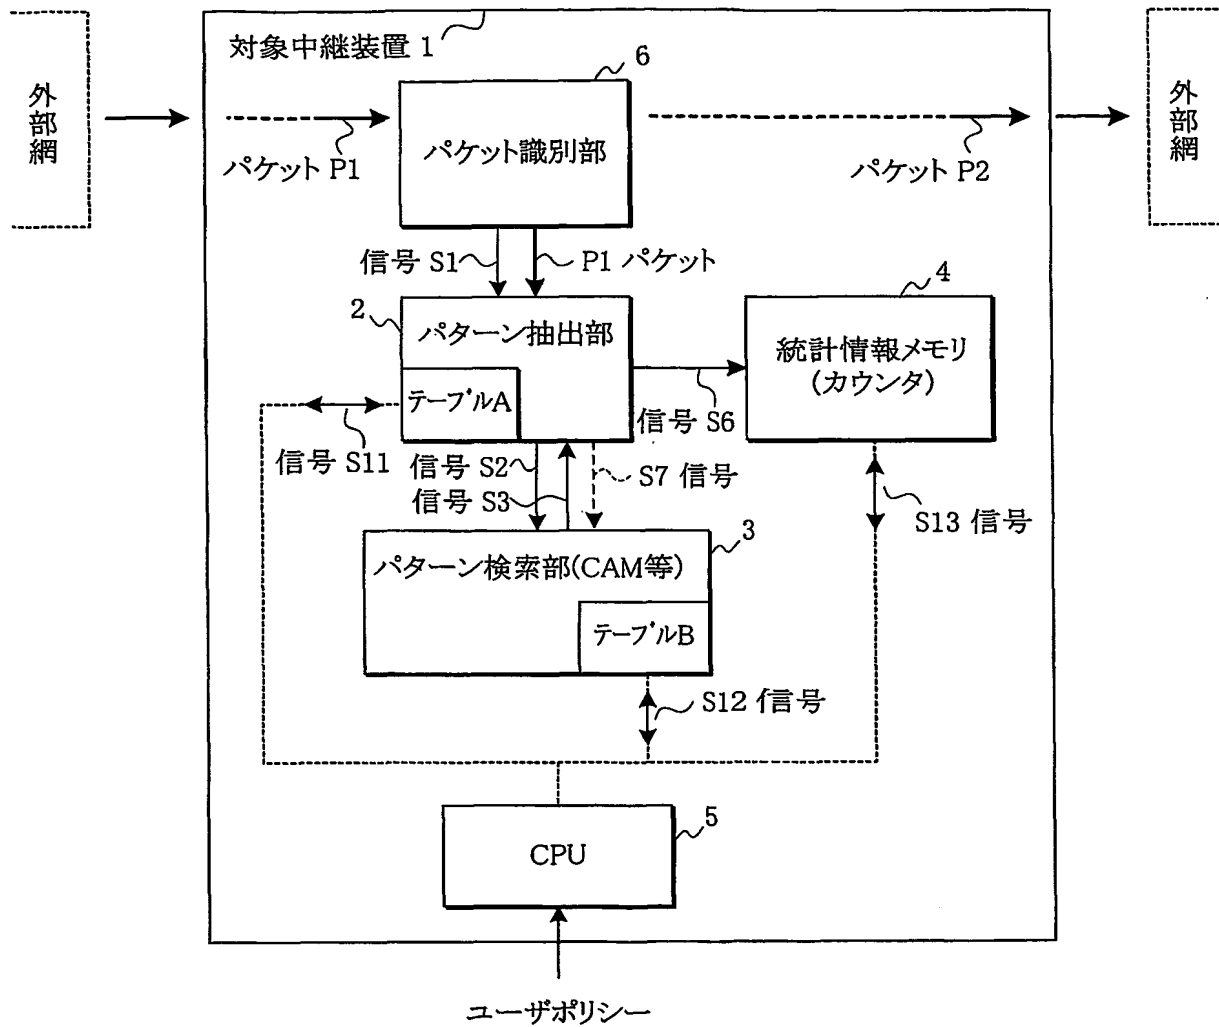 対象中継装置 1
6
外部網
外部網
パケット識別部
パケット P1
パケット P2
信号 S1
P1 パケット
4
2
パターン抽出部
統計情報メモリ
(カウンタ)
テーブルA
信号 S6
信号 S11
信号 S2
S7 信号
信号 S3
S13 信号
3
パターン検索部(CAM等)
テーブルB
S12 信号
5
CPU
ユーザポリシー